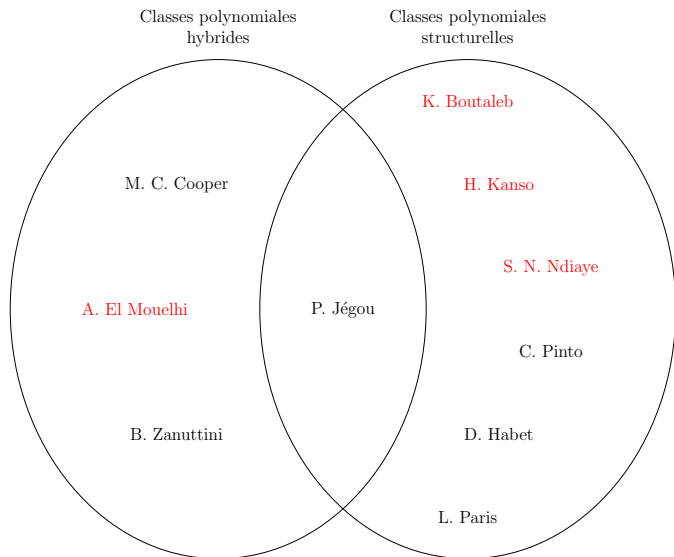 Classes polynomiales
hybrides
Classes polynomiales
structurelles
K. Boutaleb
M. C. Cooper
H. Kanso
S. N. Ndiaye
A. El Mouelhi
P. Jégou
C. Pinto
B. Zanuttini
D. Habet
L. Paris